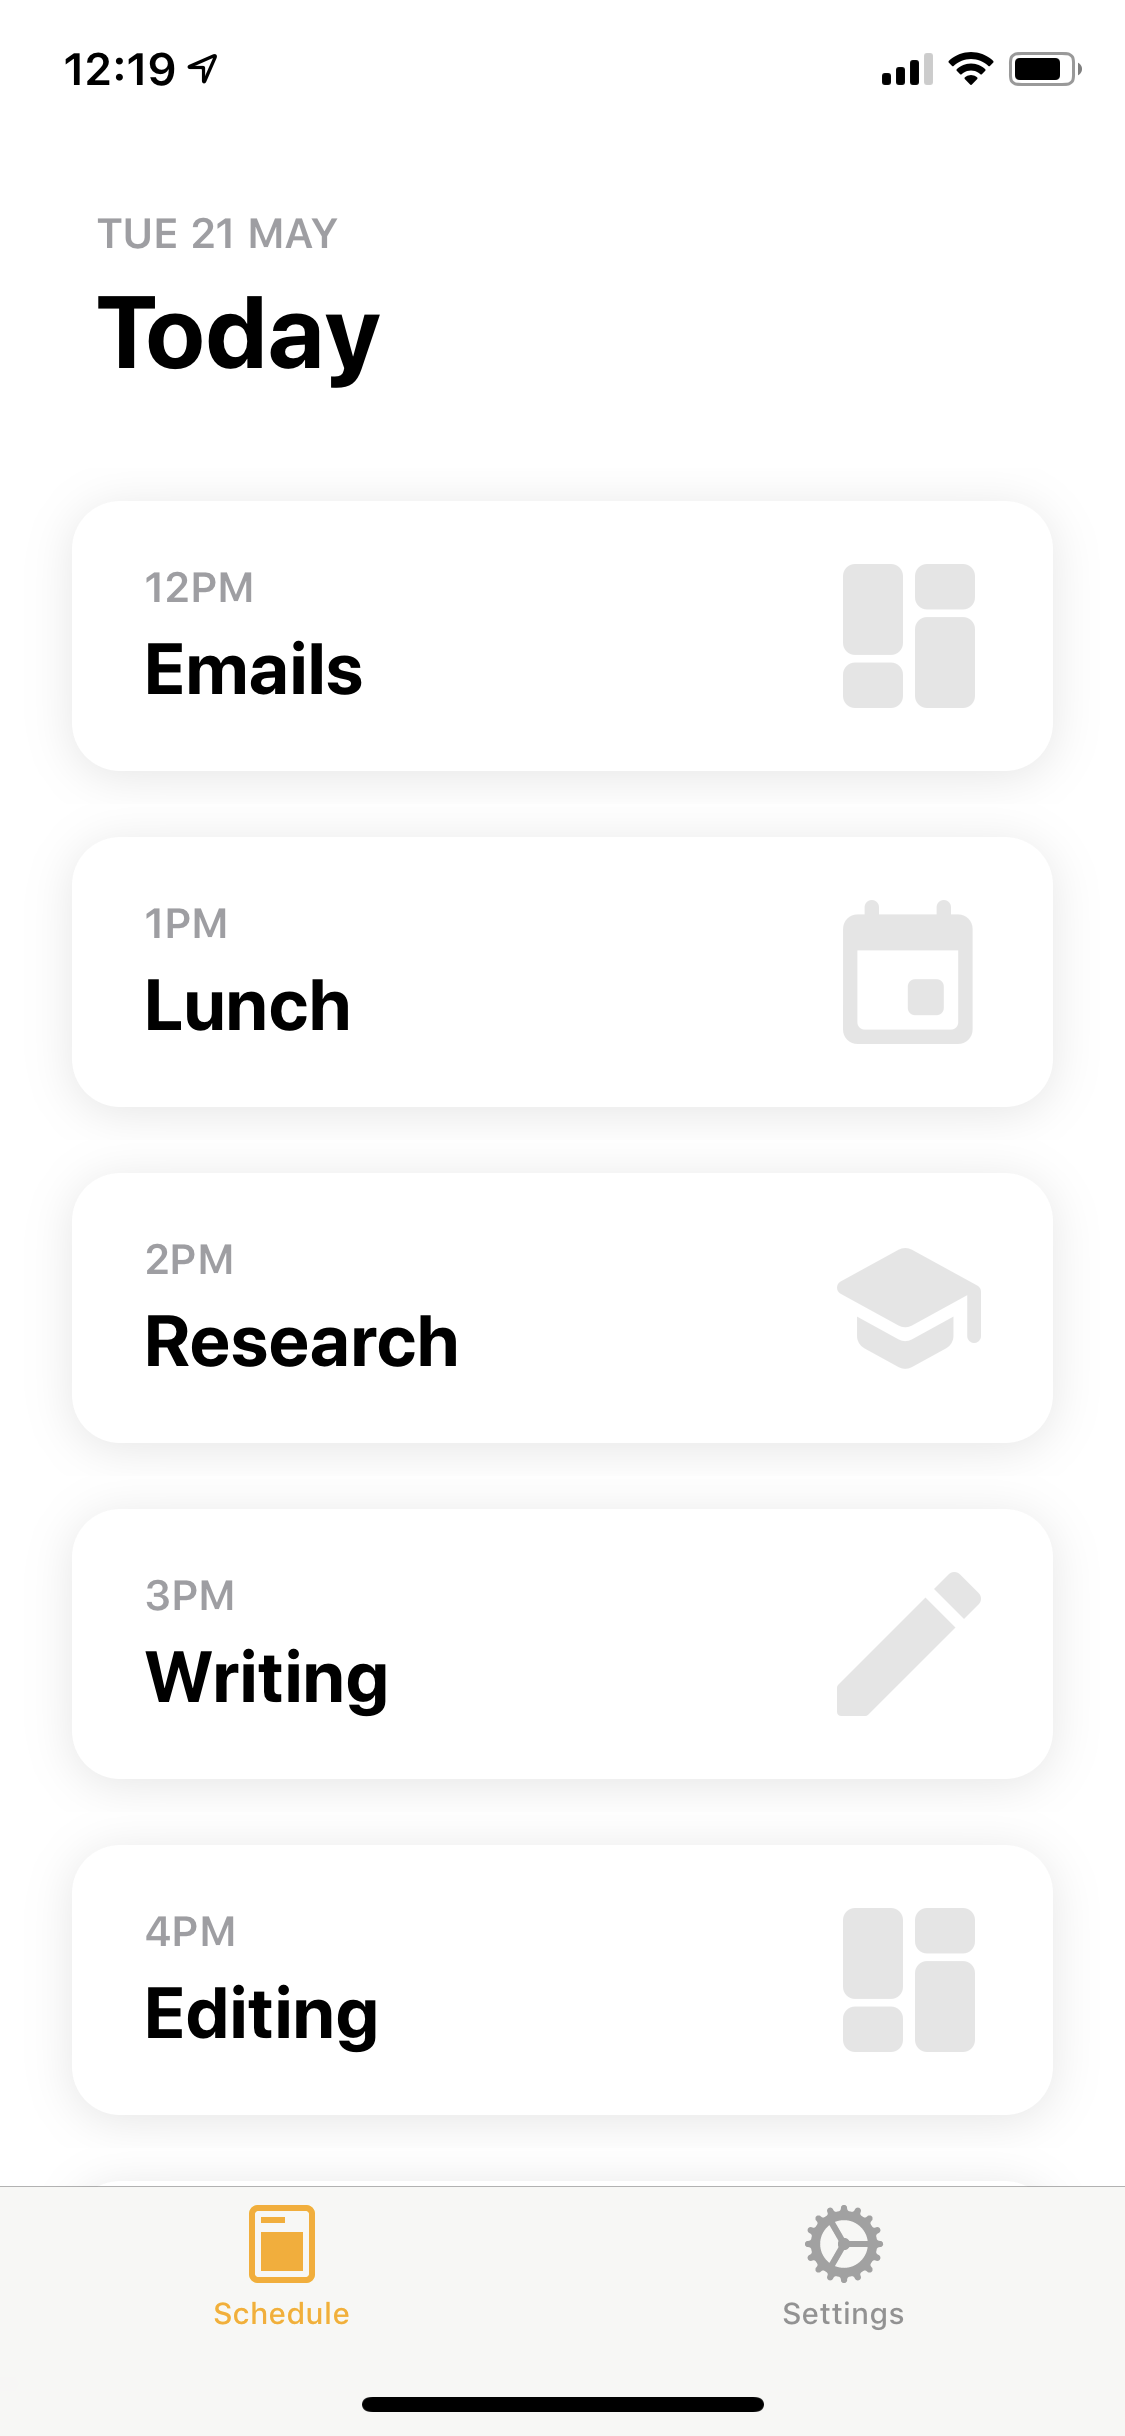 12:19
TUE 21 MAY
Today
12PM
Emails
1PM
Lunch
2PM
Research
3PM
Writing
4PM
Editing
Schedule
Settings